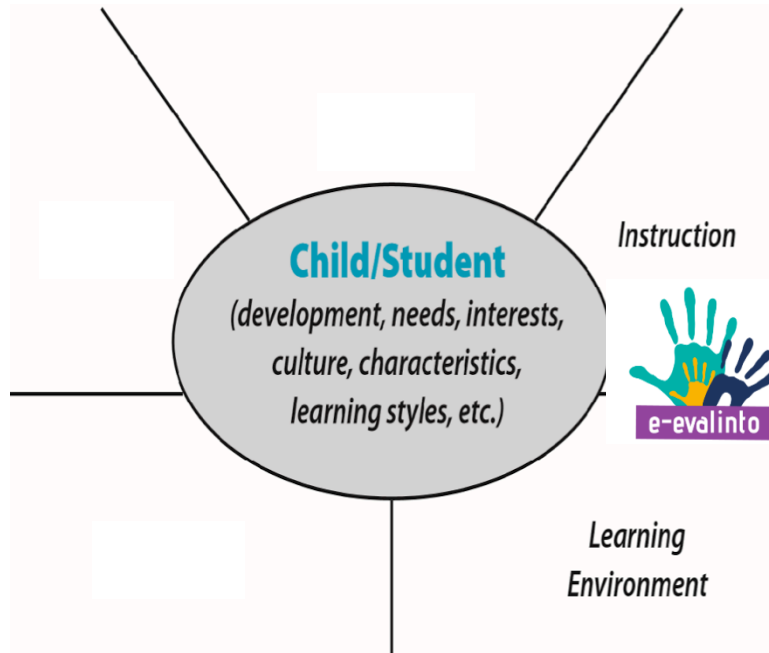 Child/Student
(development, needs, interests,
culture, characteristics,
learning styles, etc.)
Instruction
e-evalinto
Learning
Environment